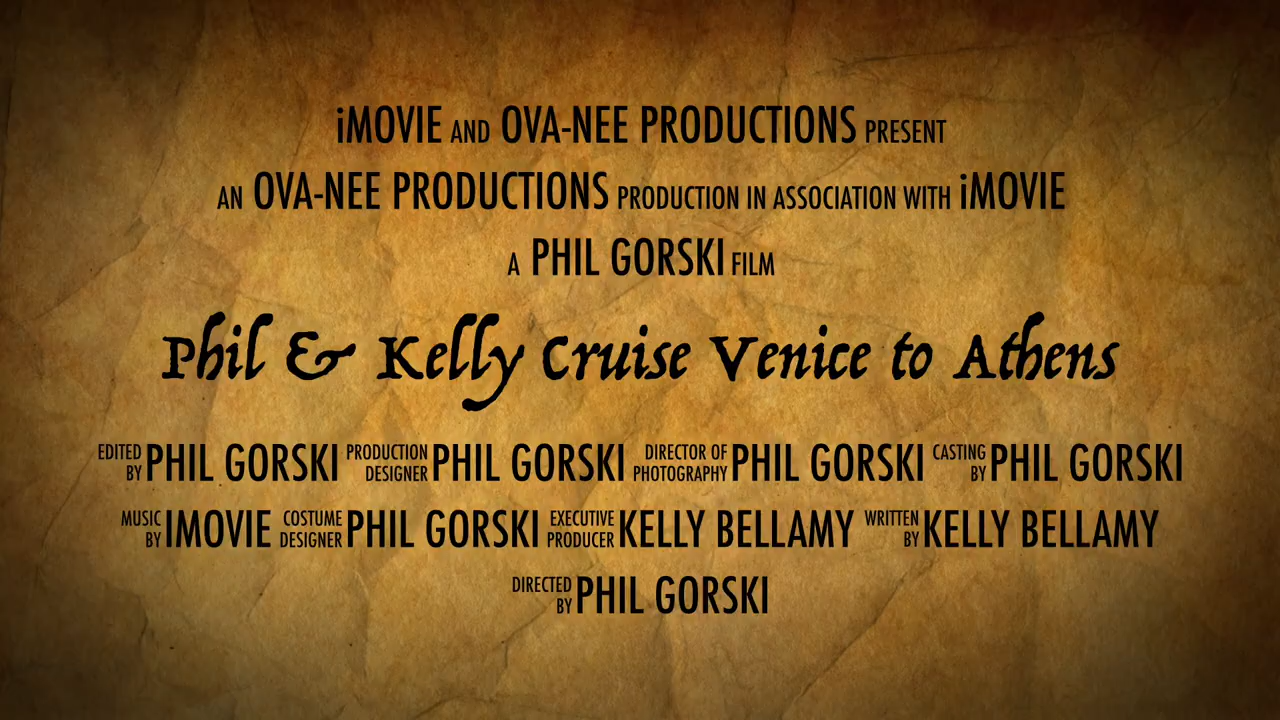 iMOVIE AND OVA-NEE PRODUCTIONS PRESENT
AN OVA-NEE PRODUCTIONS PRODUCTION IN ASSOCIATION WITH iMOVIE
A PHIL GORSKI FILM
Phil & Kelly Cruise Venice to Athens
EDITED BY PHIL GORSKI PRODUCTION DESIGNER PHIL GORSKI DIRECTOR OF PHOTOGRAPHY PHIL GORSKI CASTING BY PHIL GORSKI
MUSIC BY IMOVIE COSTUME DESIGNER PHIL GORSKI EXECUTIVE PRODUCER KELLY BELLAMY WRITTEN BY KELLY BELLAMY
DIRECTED BY PHIL GORSKI